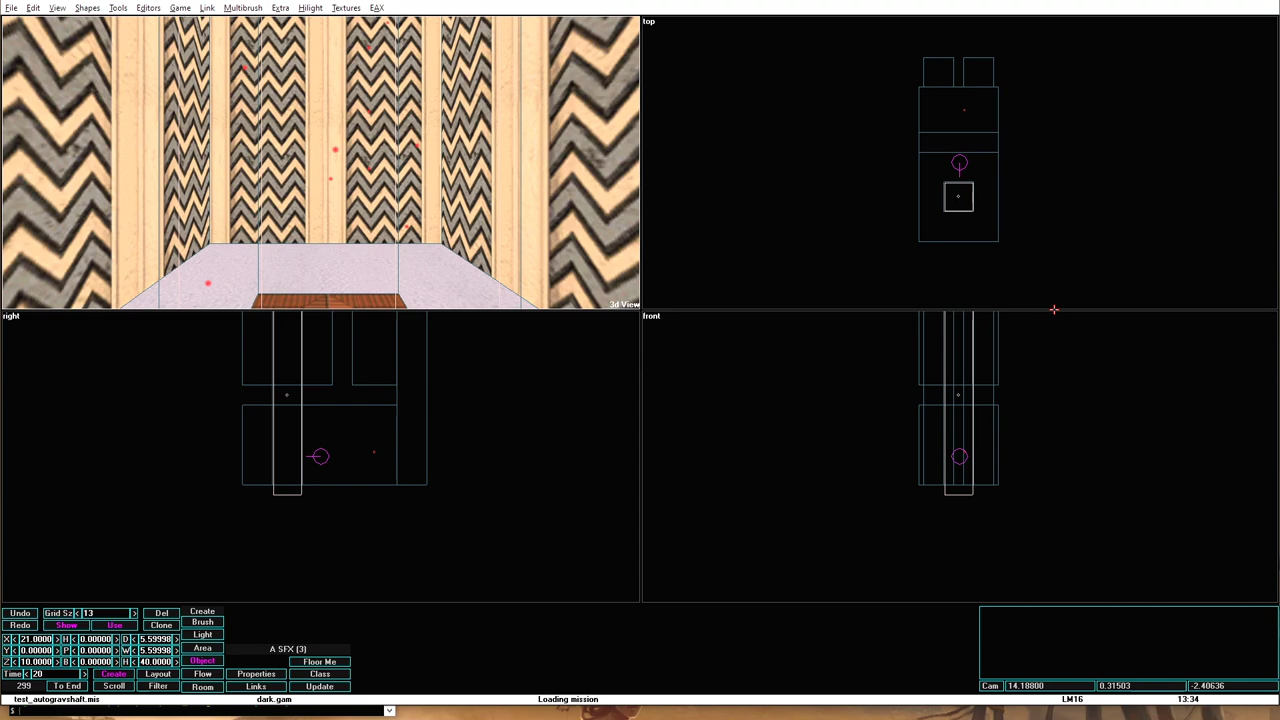 File Edit View Shapes Tools Editors Game Link Multibrush Extra Hilight Textures EAX
3d View
top
right
front
Undo Grid Sz < 13 > Del Create
Redo Show Use Clone Brush
X < 21.0000 > H < 0.00000 > D < 5.59998 > Light
Y < 0.00000 > P < 0.00000 > W < 5.59998 > Area A SFX (3)
Z < 10.0000 > B < 0.00000 > H < 40.0000 > Object Floor Me
Time < 20 > Create Layout Flow Properties Class
299 To End Scroll Filter Room Links Update
Cam 14.18800 0.31503 -2.40636
test_autogravshaft.mis dark.gam Loading mission LM16 13:34
$